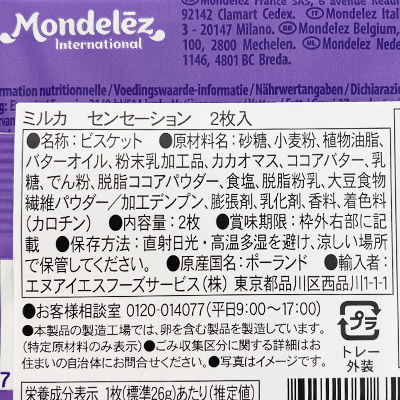 Mondelēz
International
92142 Clamart Cedex.
3 - 20147 Milano.
100, 2800 Mechelen.
1146, 4801 BC Breda.
/ Mondelez Ital
Mondelez Belgium,
Mondelez Nede
rmation nutritionnelle / Voedingswaarde-informatie / Nährwertangaben / Dichiarazio
ミルカ センセーション 2枚入
●名称：ビスケット ●原材料名：砂糖、小麦粉、植物油脂、
バターオイル、粉末乳加工品、カカオマス、ココアバター、乳
糖、でん粉、脱脂ココアパウダー、食塩、脱脂粉乳、大豆食物
繊維パウダー／加工デンプン、膨張剤、乳化剤、香料、着色料
(カロチン) ●内容量：2枚 ●賞味期限：枠外右部に記
載 ●保存方法：直射日光・高温多湿を避け、涼しい場所
で保管してください。 ●原産国名：ポーランド ●輸入者：
エヌアイエスフーズサービス(株) 東京都品川区西品川1-1-1
●お客様相談室 0120-014077 (平日9:00〜17:00)
●本製品の製造工場では、卵を含む製品を製造しています。
(特定原材料のみ表示) ●ごみ収集区分に関する詳細はお
住まいの自治体にお問合せください。 ●写真はイメージです。
プラ
トレー
外装
栄養成分表示 1枚(標準26g)あたり(推定値)
7